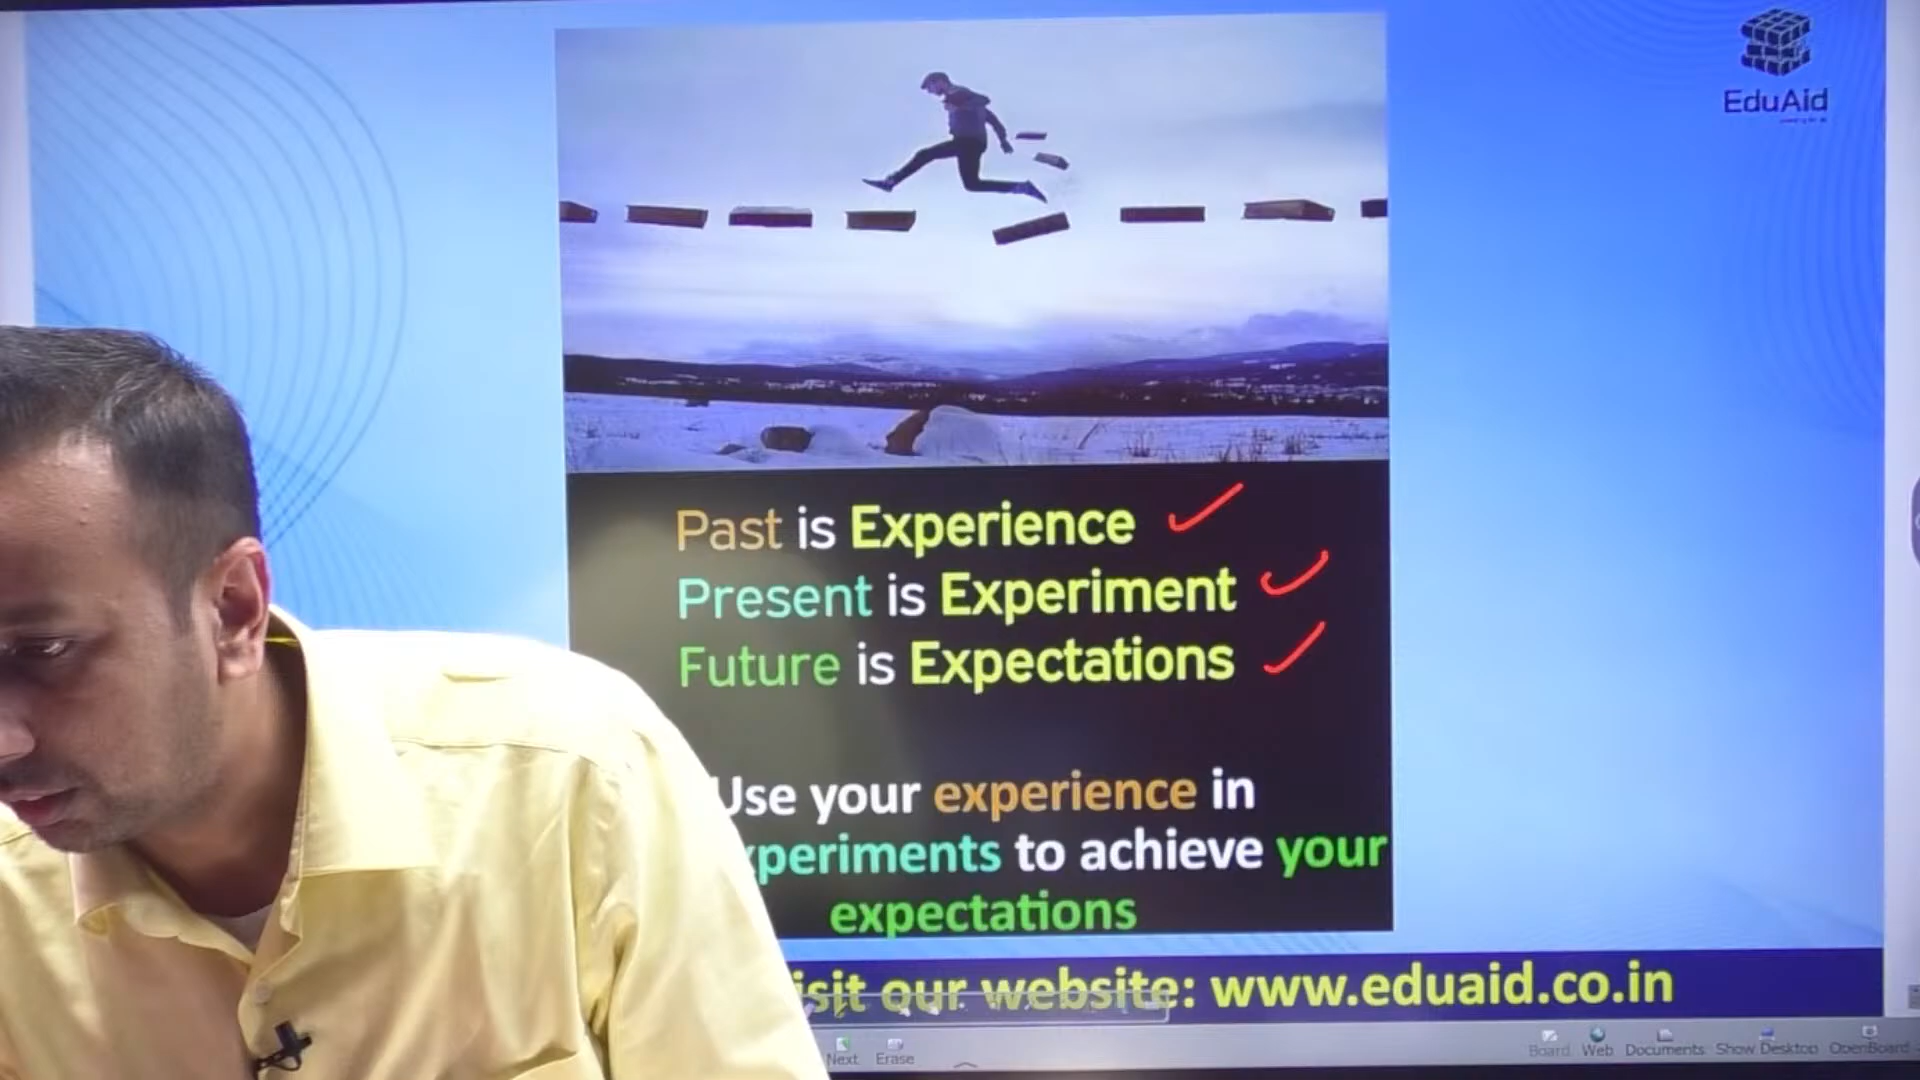 EduAid
Past is Experience
Present is Experiment
Future is Expectations
Use your experience in
xperiments to achieve your
expectations
isit our website: www.eduaid.co.in
Next Erase Board Web Documents Show Desktop OpenBoard